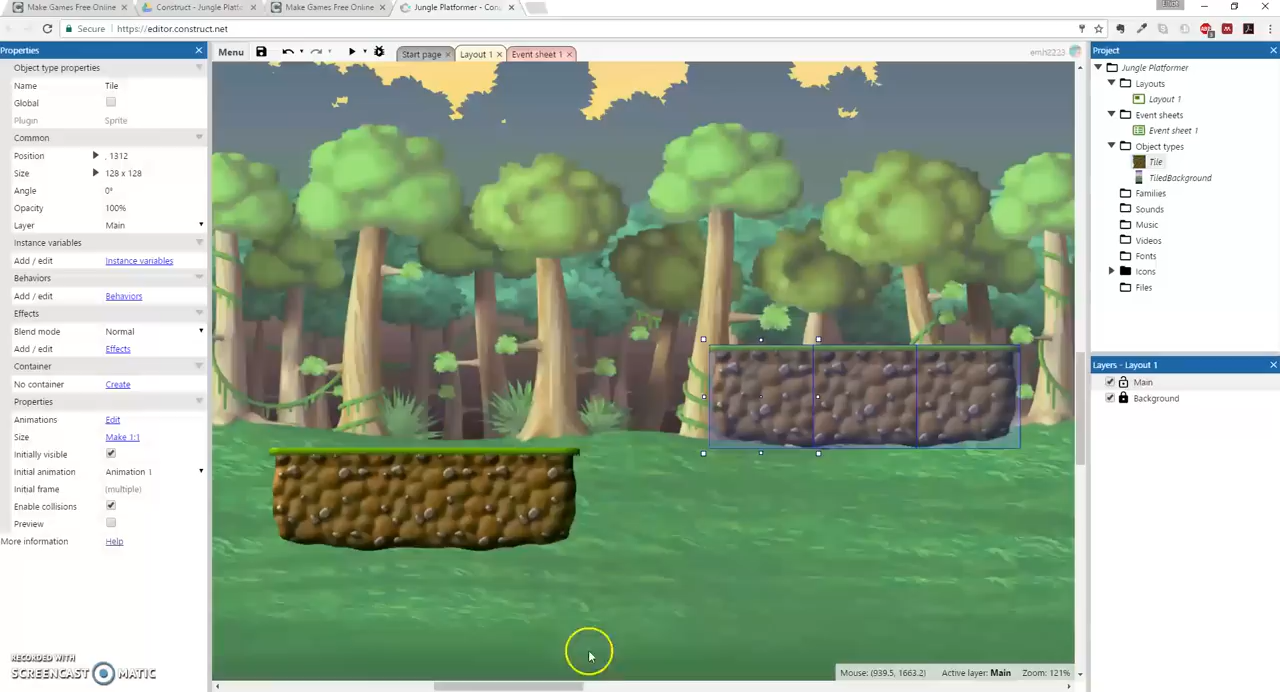 Make Games Free Online
Construct - Jungle Platfo
Make Games Free Online
Jungle Platformer - Con
Elliot
Secure
https://editor.construct.net
Properties
Menu
Start page
Layout 1
Event sheet 1
emh2223
Project
Object type properties
Name Tile
Global
Plugin Sprite
Common
Position , 1312
Size 128 x 128
Angle 0°
Opacity 100%
Layer Main
Instance variables
Add / edit Instance variables
Behaviors
Add / edit Behaviors
Effects
Blend mode Normal
Add / edit Effects
Container
No container Create
Properties
Animations Edit
Size Make 1:1
Initially visible
Initial animation Animation 1
Initial frame (multiple)
Enable collisions
Preview
More information Help
RECORDED WITH
SCREENCAST MATIC
Jungle Platformer
Layouts
Layout 1
Event sheets
Event sheet 1
Object types
Tile
TiledBackground
Families
Sounds
Music
Videos
Fonts
Icons
Files
Layers - Layout 1
Main
Background
Mouse: (939.5, 1663.2) Active layer: Main Zoom: 121%